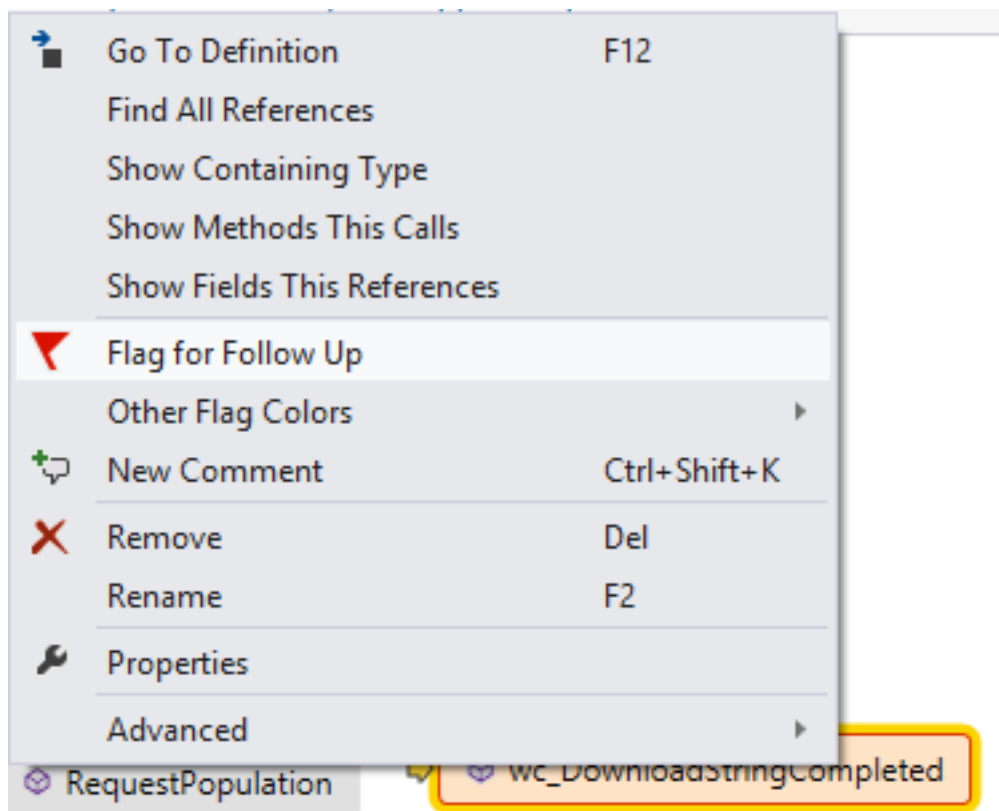 Go To Definition F12
Find All References
Show Containing Type
Show Methods This Calls
Show Fields This References
Flag for Follow Up
Other Flag Colors
New Comment Ctrl+Shift+K
Remove Del
Rename F2
Properties
Advanced
RequestPopulation wc_DownloadStringCompleted